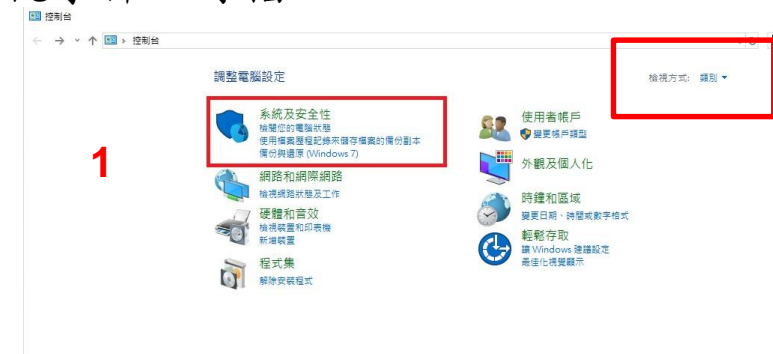 控制台
控制台
調整電腦設定
檢視方式: 類別
系統及安全性
檢閱您的電腦狀態
使用檔案歷程記錄來儲存檔案的備份副本
備份與還原 (Windows 7)
網路和網際網路
檢視網路狀態及工作
硬體和音效
檢視裝置和印表機
新增裝置
程式集
解除安裝程式
使用者帳戶
變更帳戶類型
外觀及個人化
時鐘和區域
變更日期、時間或數字格式
輕鬆存取
讓 Windows 建議設定
最佳化視覺顯示
1